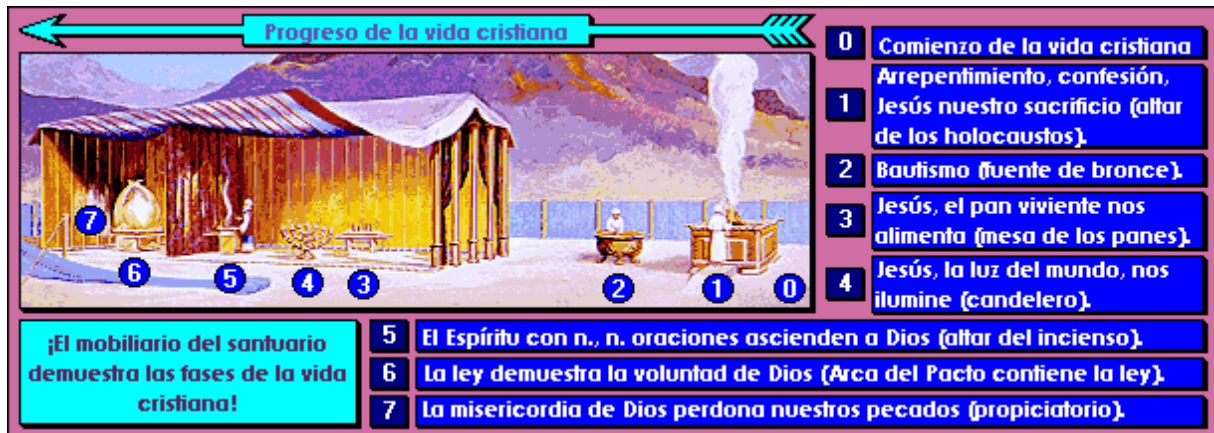 Progreso de la vida cristiana
0
Comienzo de la vida cristiana
1
Arrepentimiento, confesión,
Jesús nuestro sacrificio (altar
de los holocaustos).
2
Bautismo (fuente de bronce).
3
Jesús, el pan viviente nos
alimenta (mesa de los panes).
4
Jesús, la luz del mundo, nos
ilumine (candelero).
7
6
5
4
3
2
1
0
¡El mobiliario del santuario
demuestra las fases de la vida
cristiana!
5
El Espíritu con n., n. oraciones ascienden a Dios (altar del incienso).
6
La ley demuestra la voluntad de Dios (Arca del Pacto contiene la ley).
7
La misericordia de Dios perdona nuestros pecados (propiciatorio).